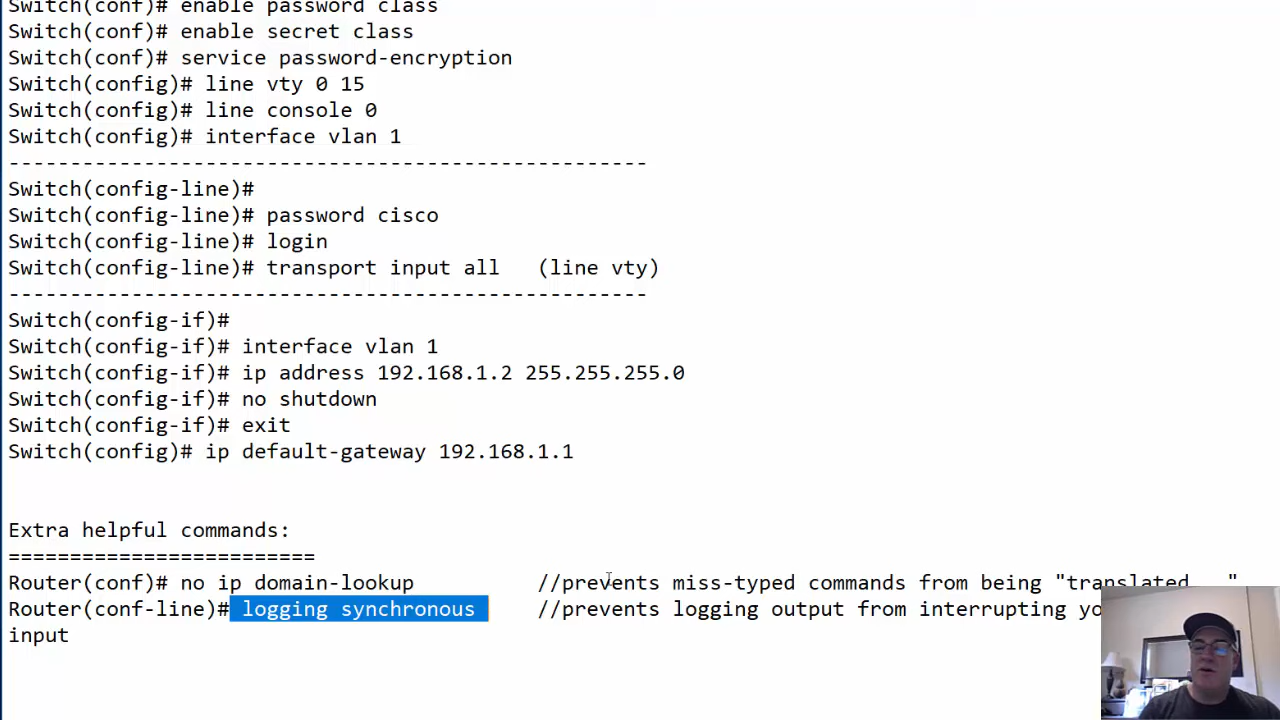 Switch(conf)# enable password class
Switch(conf)# enable secret class
Switch(conf)# service password-encryption
Switch(config)# line vty 0 15
Switch(config)# line console 0
Switch(config)# interface vlan 1
----------------------------------------------------
Switch(config-line)#
Switch(config-line)# password cisco
Switch(config-line)# login
Switch(config-line)# transport input all   (line vty)
----------------------------------------------------
Switch(config-if)#
Switch(config-if)# interface vlan 1
Switch(config-if)# ip address 192.168.1.2 255.255.255.0
Switch(config-if)# no shutdown
Switch(config-if)# exit
Switch(config)# ip default-gateway 192.168.1.1
Extra helpful commands:
=========================
Router(conf)# no ip domain-lookup          //prevents miss-typed commands from being "translated..."
Router(conf-line)# logging synchronous     //prevents logging output from interrupting
input